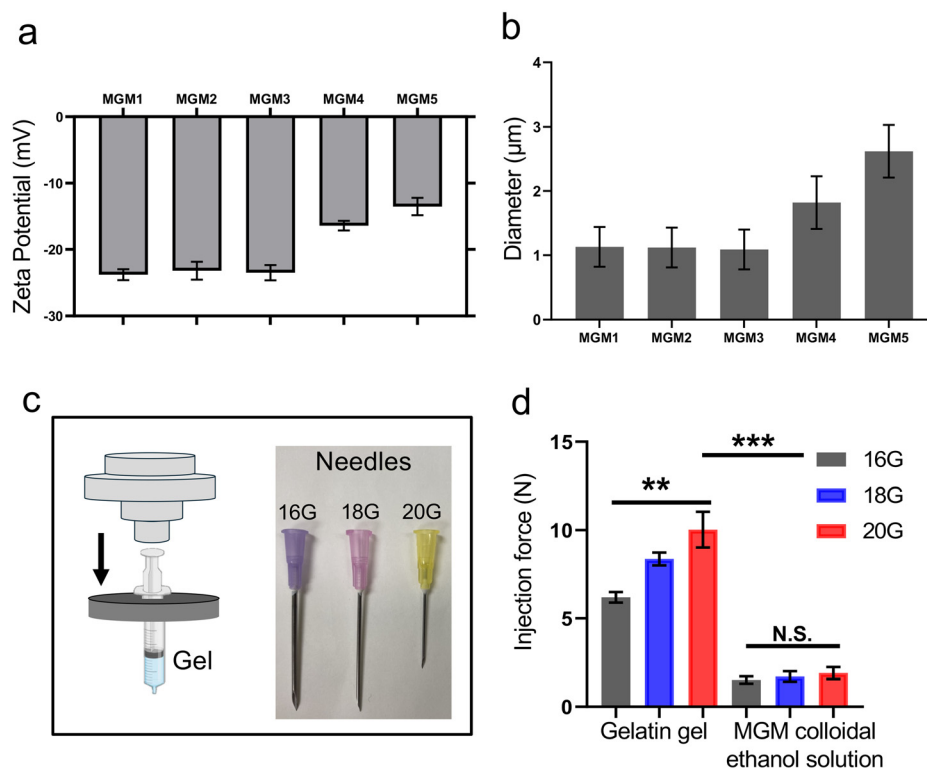 a
MGM1 MGM2 MGM3 MGM4 MGM5
Zeta Potential (mV)
0
-10
-20
-30
b
Diameter (μm)
4
3
2
1
0
MGM1 MGM2 MGM3 MGM4 MGM5
c
Gel
Needles
16G 18G 20G
d
Injection force (N)
15
10
5
0
**
***
N.S.
16G
18G
20G
Gelatin gel
MGM colloidal
ethanol solution